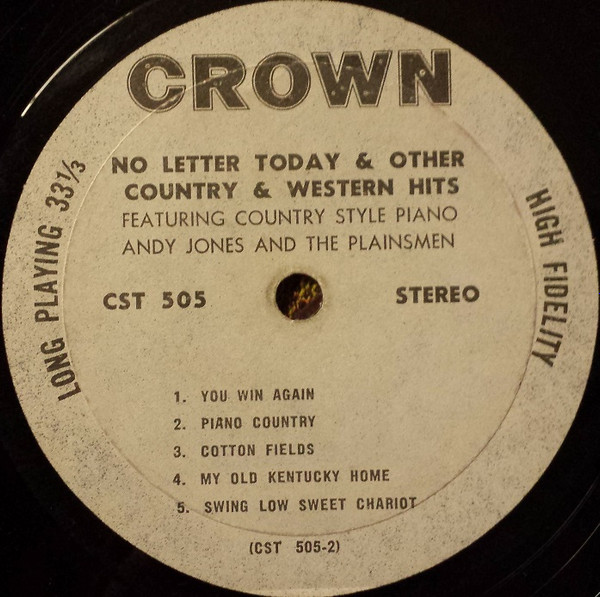 CROWN
NO LETTER TODAY & OTHER
COUNTRY & WESTERN HITS
FEATURING COUNTRY STYLE PIANO
ANDY JONES AND THE PLAINSMEN
LONG PLAYING 33⅓
HIGH FIDELITY
CST 505
STEREO
1. YOU WIN AGAIN
2. PIANO COUNTRY
3. COTTON FIELDS
4. MY OLD KENTUCKY HOME
5. SWING LOW SWEET CHARIOT
(CST 505-2)